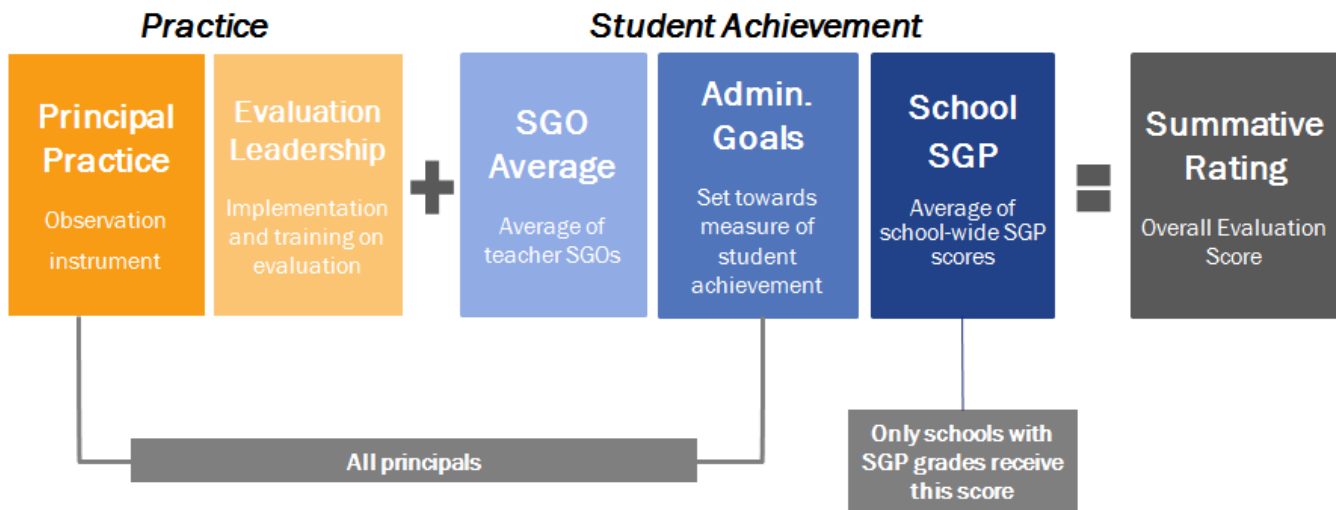 Practice
Student Achievement
Principal
Practice
Observation
instrument
Evaluation
Leadership
Implementation
and training on
evaluation
SGO
Average
Average of
teacher SGOs
Admin.
Goals
Set towards
measure of
student
achievement
School
SGP
Average of
school-wide SGP
scores
Summative
Rating
Overall Evaluation
Score
All principals
Only schools with
SGP grades receive
this score